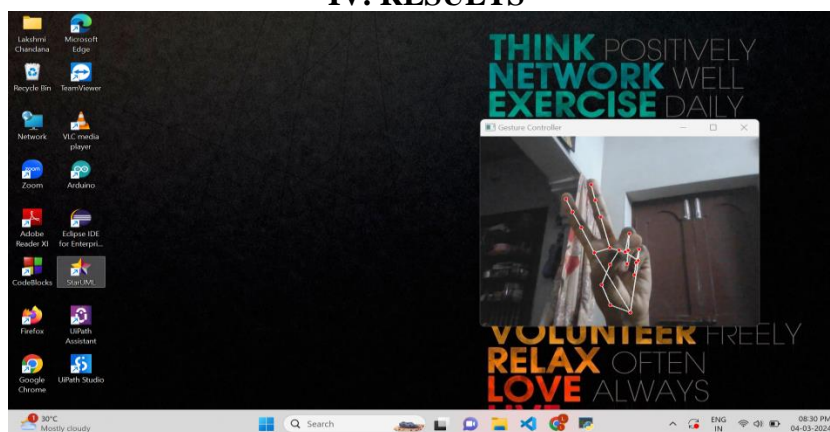 IV. RESULTS
Lakshmi Chandana
Microsoft Edge
Recycle Bin
TeamViewer
Network
VLC media player
Zoom
zoom
Arduino
Adobe Reader XI
Eclipse IDE for Enterpri...
CodeBlocks
StarUML
Firefox
UiPath Assistant
Google Chrome
UiPath Studio
THINK POSITIVELY
NETWORK WELL
EXERCISE DAILY
Gesture Controller
VOLUNTEER FREELY
RELAX OFTEN
LOVE ALWAYS
LIVE
1
30°C
Mostly cloudy
Search
ENG
IN
08:30 PM
04-03-2024